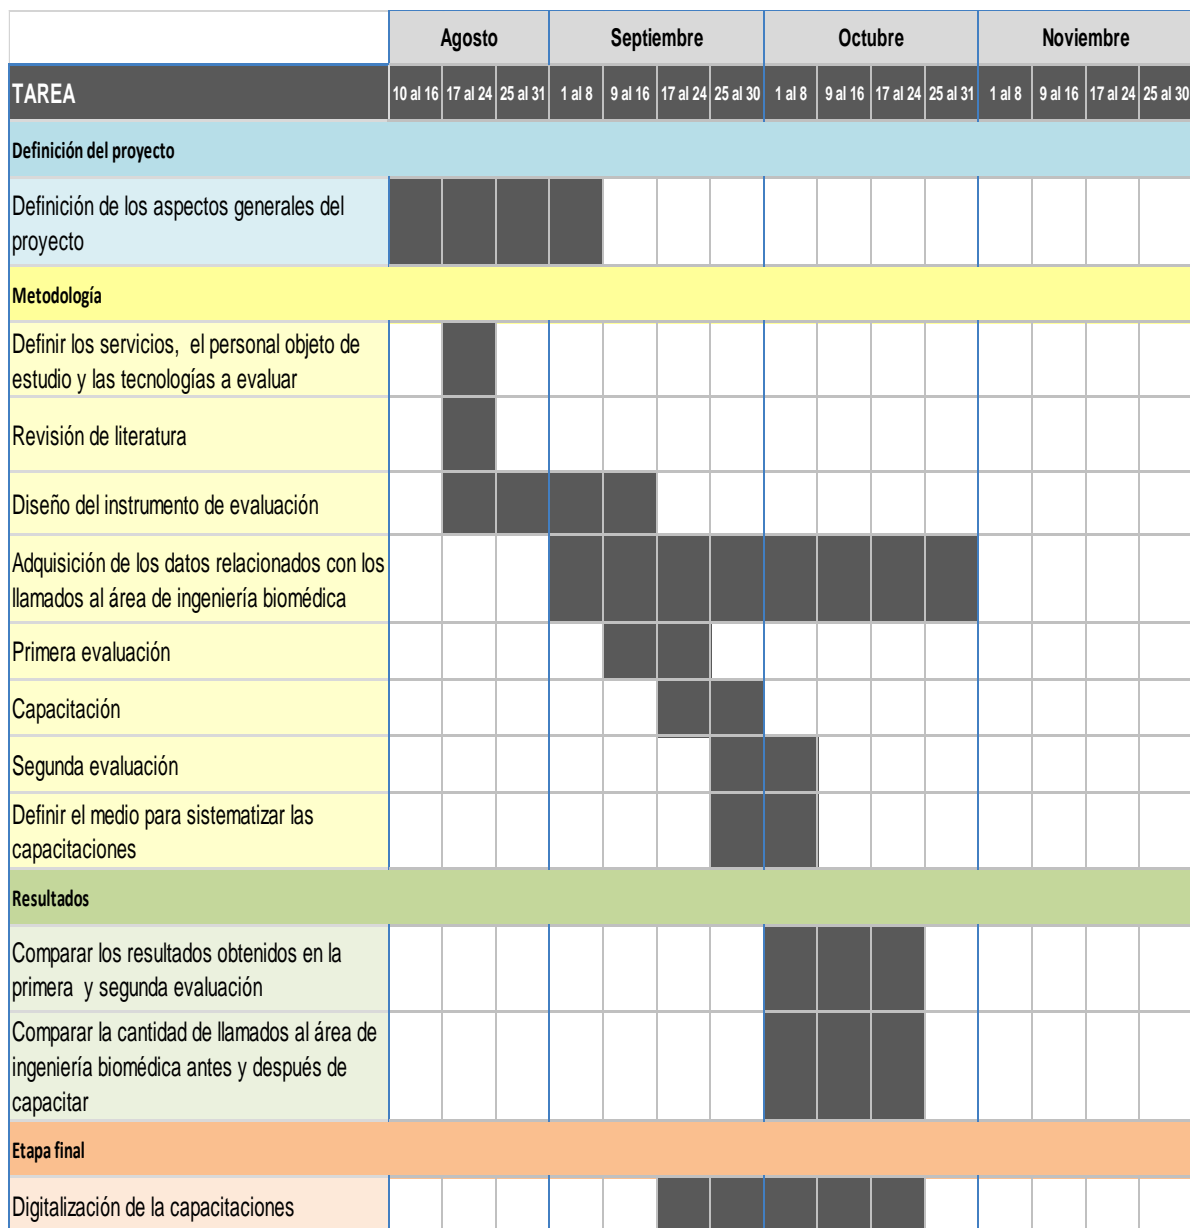 Agosto Septiembre Octubre Noviembre
TAREA 10 al 16 17 al 24 25 al 31 1 al 8 9 al 16 17 al 24 25 al 30 1 al 8 9 al 16 17 al 24 25 al 31 1 al 8 9 al 16 17 al 24 25 al 30
Definición del proyecto
Definición de los aspectos generales del
proyecto
Metodología
Definir los servicios, el personal objeto de
estudio y las tecnologías a evaluar
Revisión de literatura
Diseño del instrumento de evaluación
Adquisición de los datos relacionados con los
llamados al área de ingeniería biomédica
Primera evaluación
Capacitación
Segunda evaluación
Definir el medio para sistematizar las
capacitaciones
Resultados
Comparar los resultados obtenidos en la
primera y segunda evaluación
Comparar la cantidad de llamados al área de
ingeniería biomédica antes y después de
capacitar
Etapa final
Digitalización de la capacitaciones